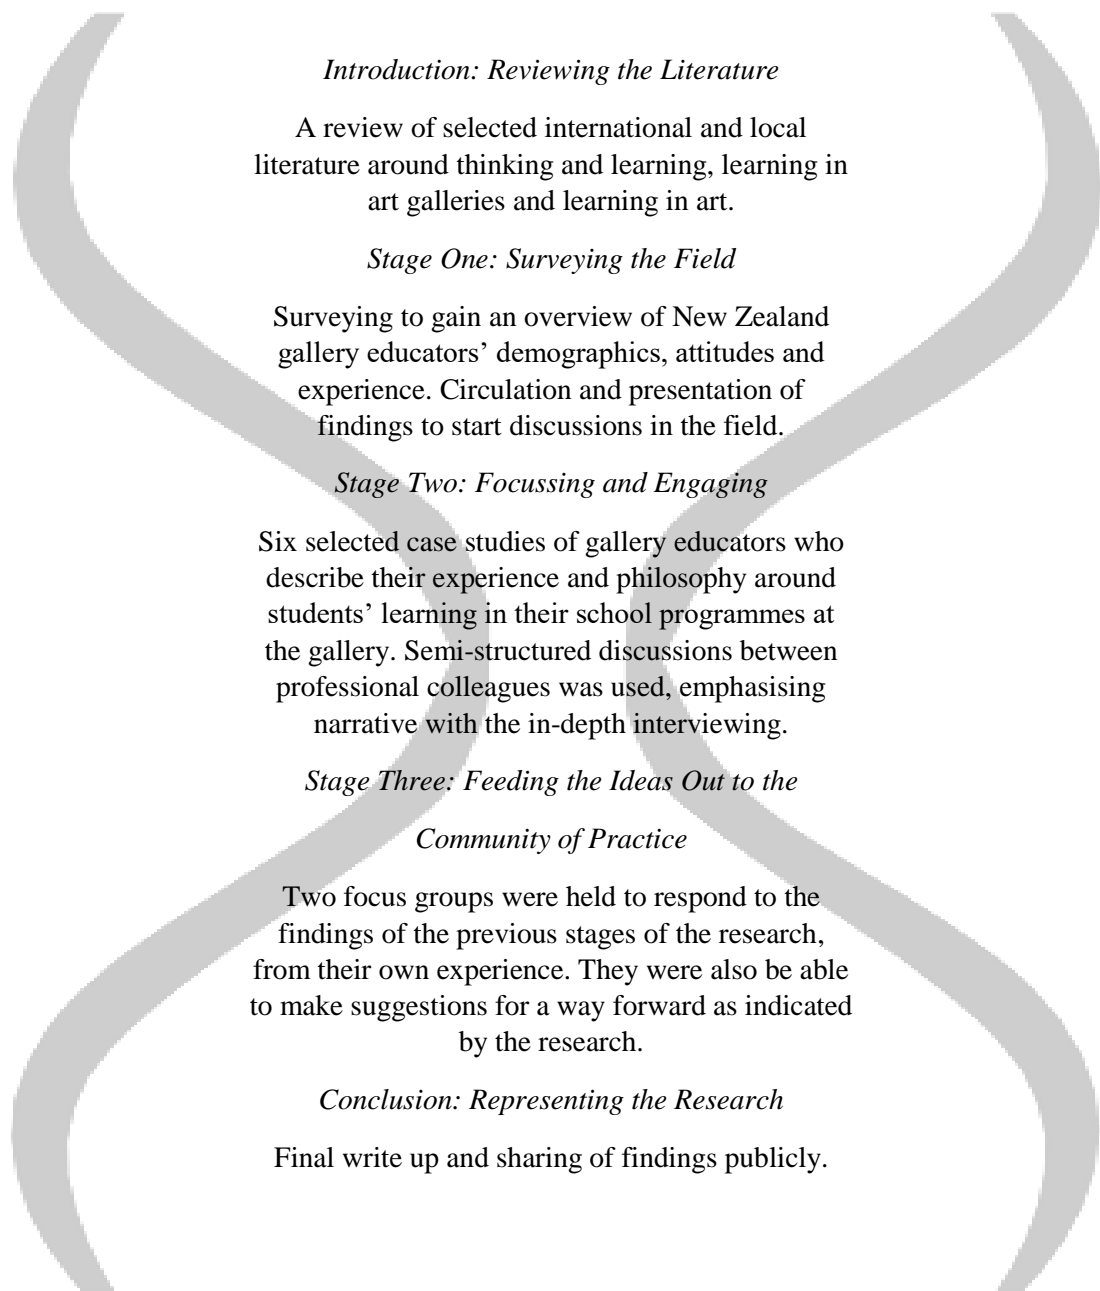 Introduction: Reviewing the Literature
A review of selected international and local
literature around thinking and learning, learning in
art galleries and learning in art.
Stage One: Surveying the Field
Surveying to gain an overview of New Zealand
gallery educators’ demographics, attitudes and
experience. Circulation and presentation of
findings to start discussions in the field.
Stage Two: Focussing and Engaging
Six selected case studies of gallery educators who
describe their experience and philosophy around
students’ learning in their school programmes at
the gallery. Semi-structured discussions between
professional colleagues was used, emphasising
narrative with the in-depth interviewing.
Stage Three: Feeding the Ideas Out to the
Community of Practice
Two focus groups were held to respond to the
findings of the previous stages of the research,
from their own experience. They were also be able
to make suggestions for a way forward as indicated
by the research.
Conclusion: Representing the Research
Final write up and sharing of findings publicly.